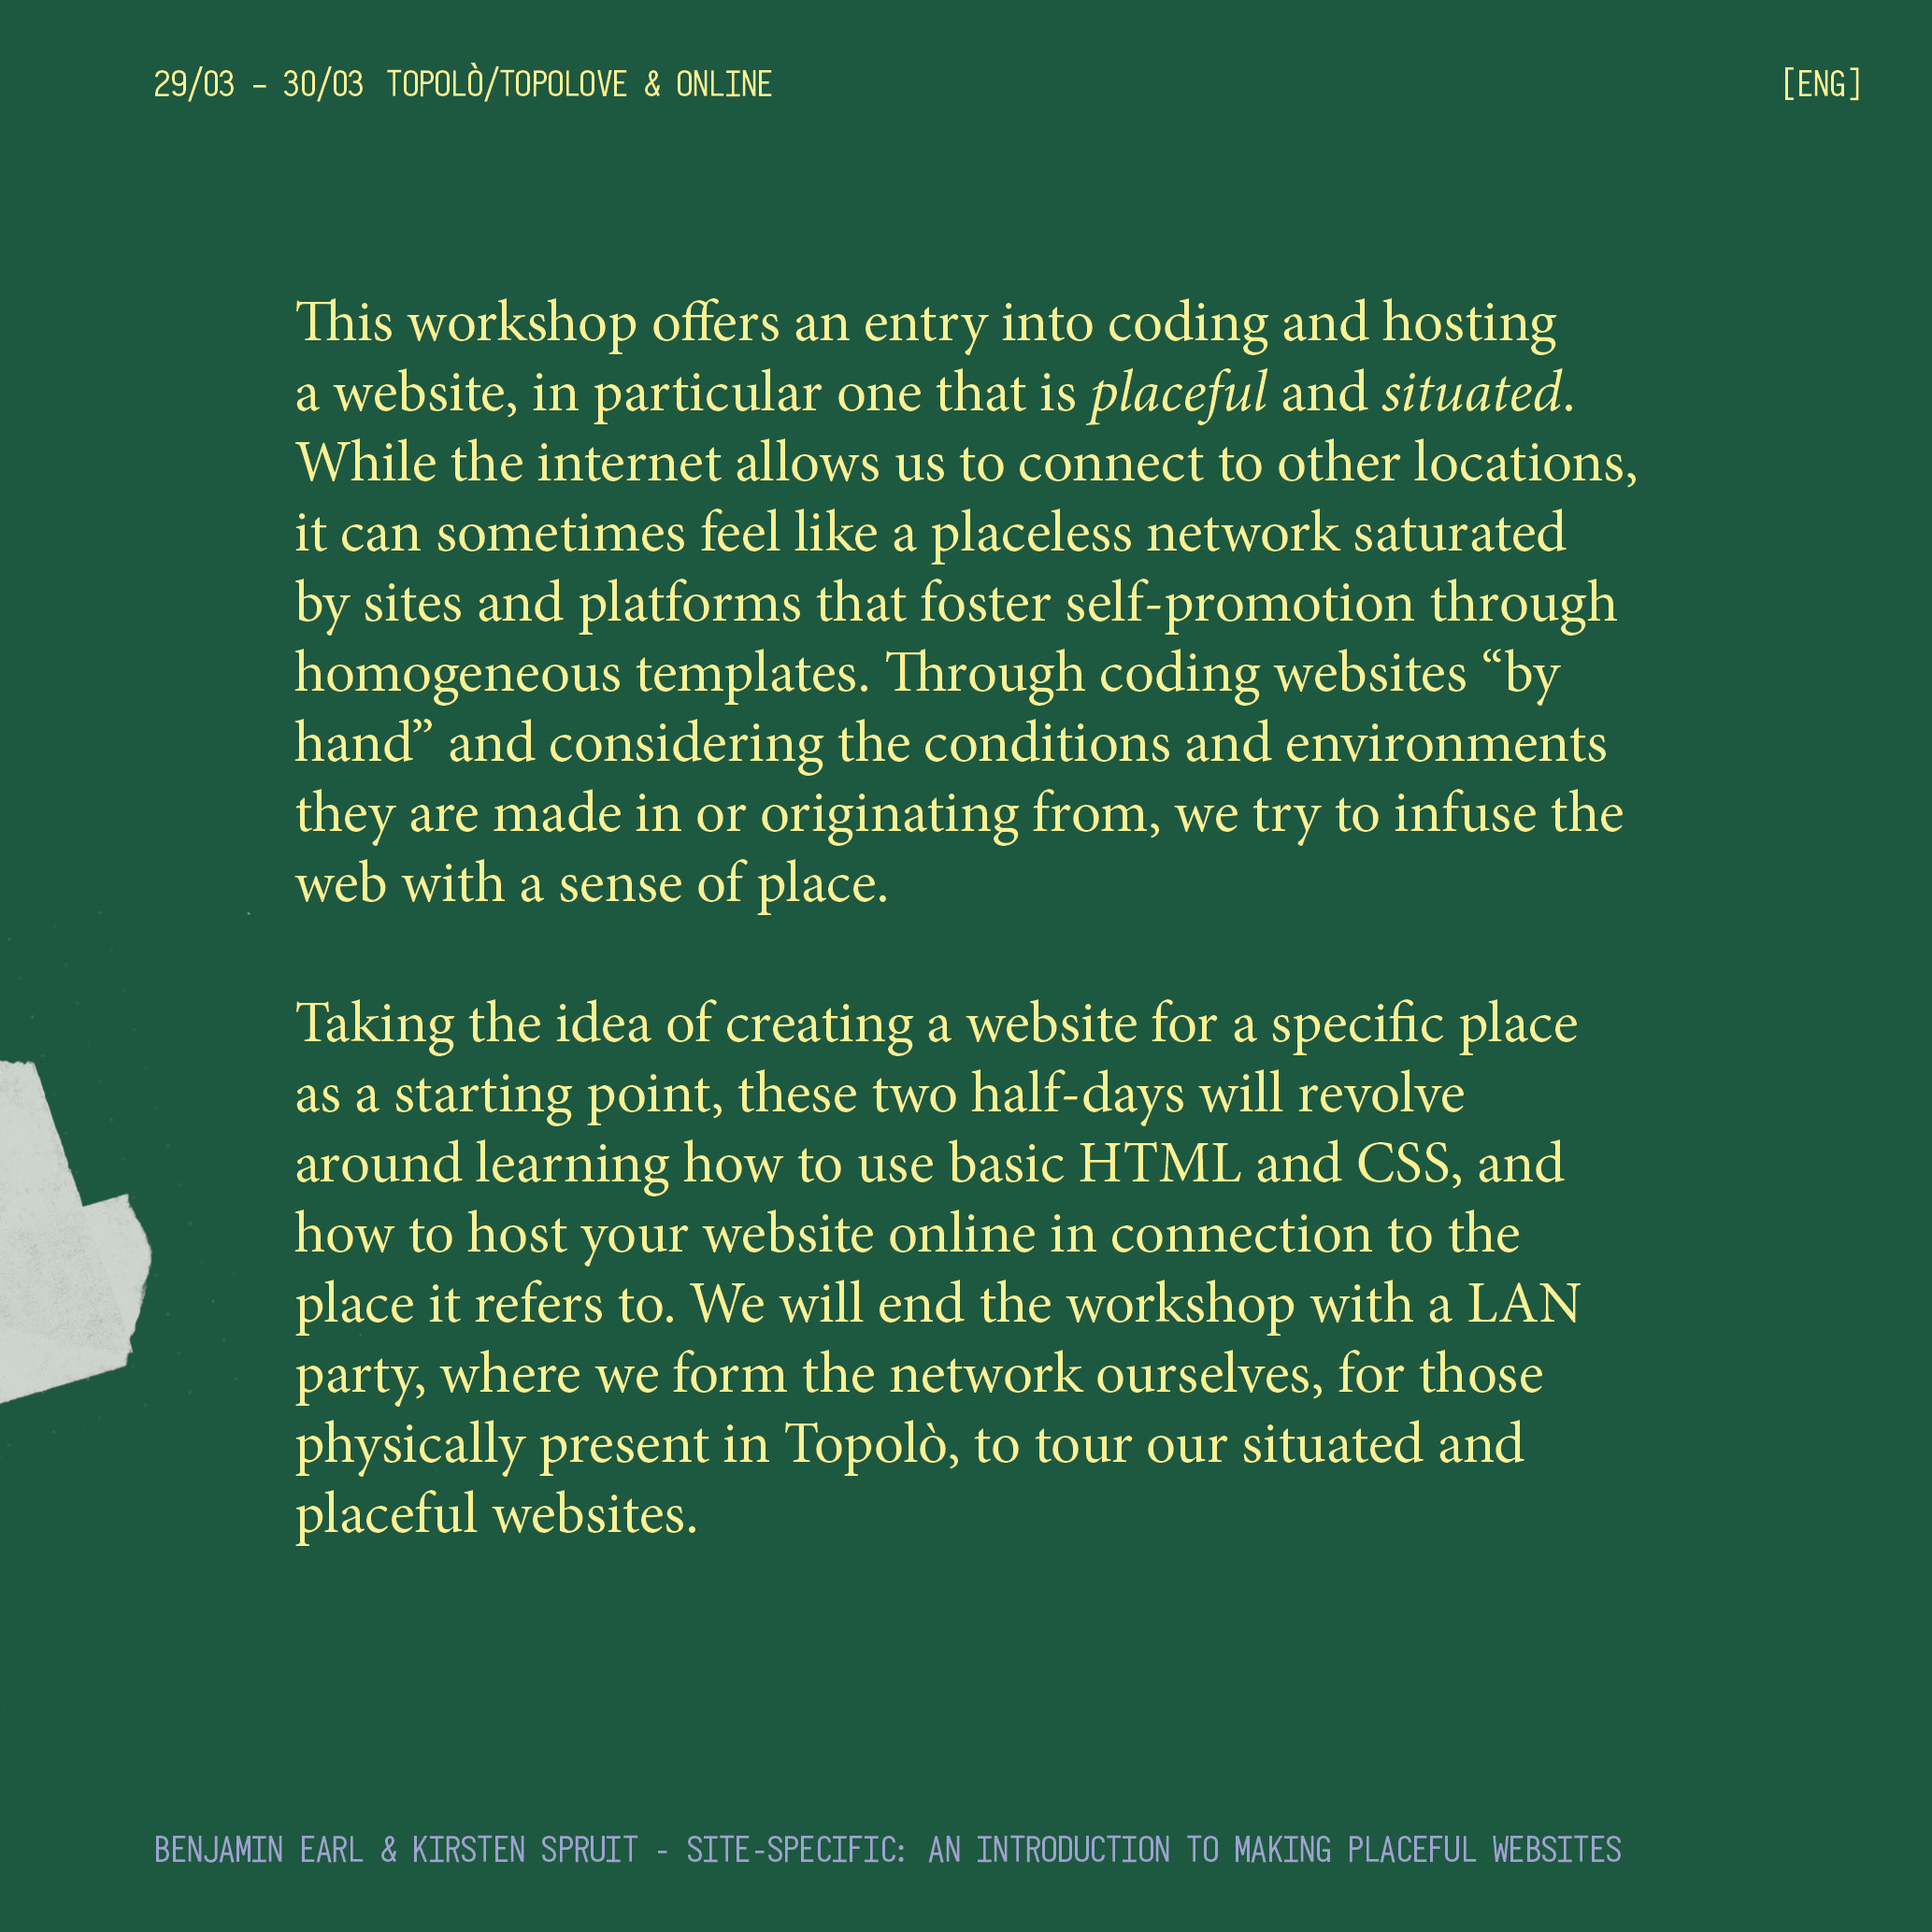 29/03 – 30/03 TOPOLÒ/TOPOLOVE & ONLINE
[ENG]
This workshop offers an entry into coding and hosting
a website, in particular one that is placeful and situated.
While the internet allows us to connect to other locations,
it can sometimes feel like a placeless network saturated
by sites and platforms that foster self-promotion through
homogeneous templates. Through coding websites “by
hand” and considering the conditions and environments
they are made in or originating from, we try to infuse the
web with a sense of place.
Taking the idea of creating a website for a specific place
as a starting point, these two half-days will revolve
around learning how to use basic HTML and CSS, and
how to host your website online in connection to the
place it refers to. We will end the workshop with a LAN
party, where we form the network ourselves, for those
physically present in Topolò, to tour our situated and
placeful websites.
BENJAMIN EARL & KIRSTEN SPRUIT - SITE-SPECIFIC: AN INTRODUCTION TO MAKING PLACEFUL WEBSITES